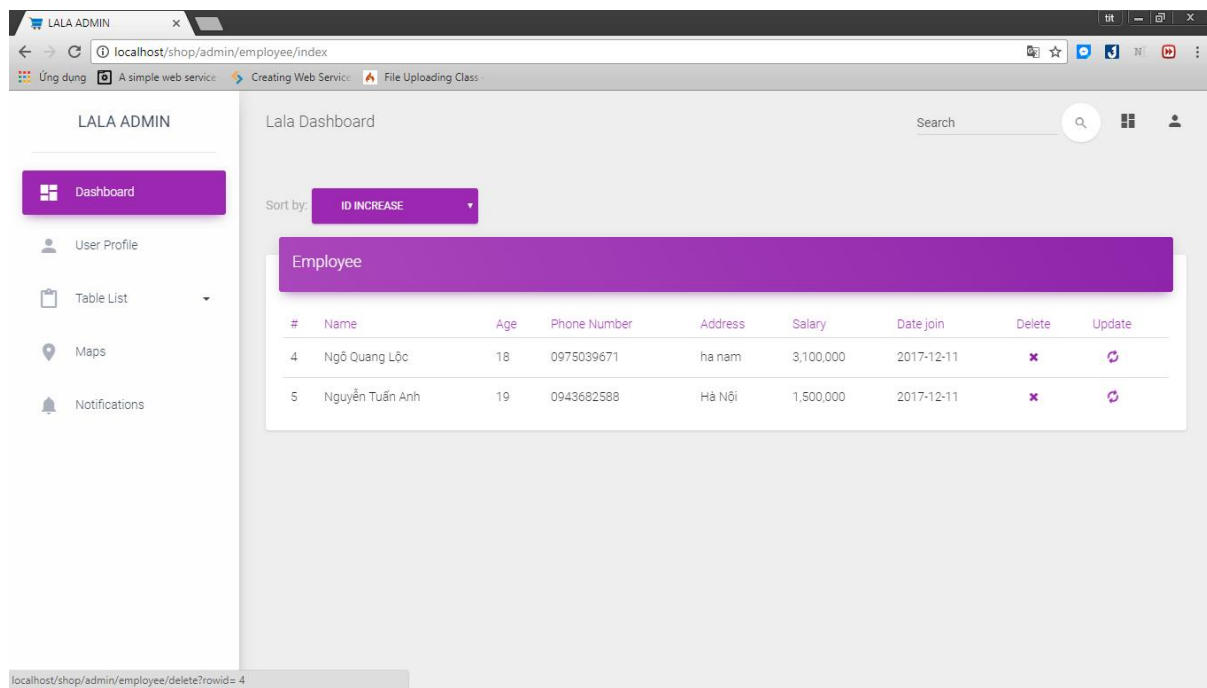 LALA ADMIN
tit
localhost/shop/admin/employee/index
Ứng dụng A simple web service Creating Web Service File Uploading Class
LALA ADMIN
Lala Dashboard
Search
Dashboard
User Profile
Table List
Maps
Notifications
Sort by: ID INCREASE
Employee
# Name Age Phone Number Address Salary Date join Delete Update
4 Ngô Quang Lộc 18 0975039671 ha nam 3,100,000 2017-12-11
5 Nguyễn Tuấn Anh 19 0943682588 Hà Nội 1,500,000 2017-12-11
localhost/shop/admin/employee/delete?rowid= 4